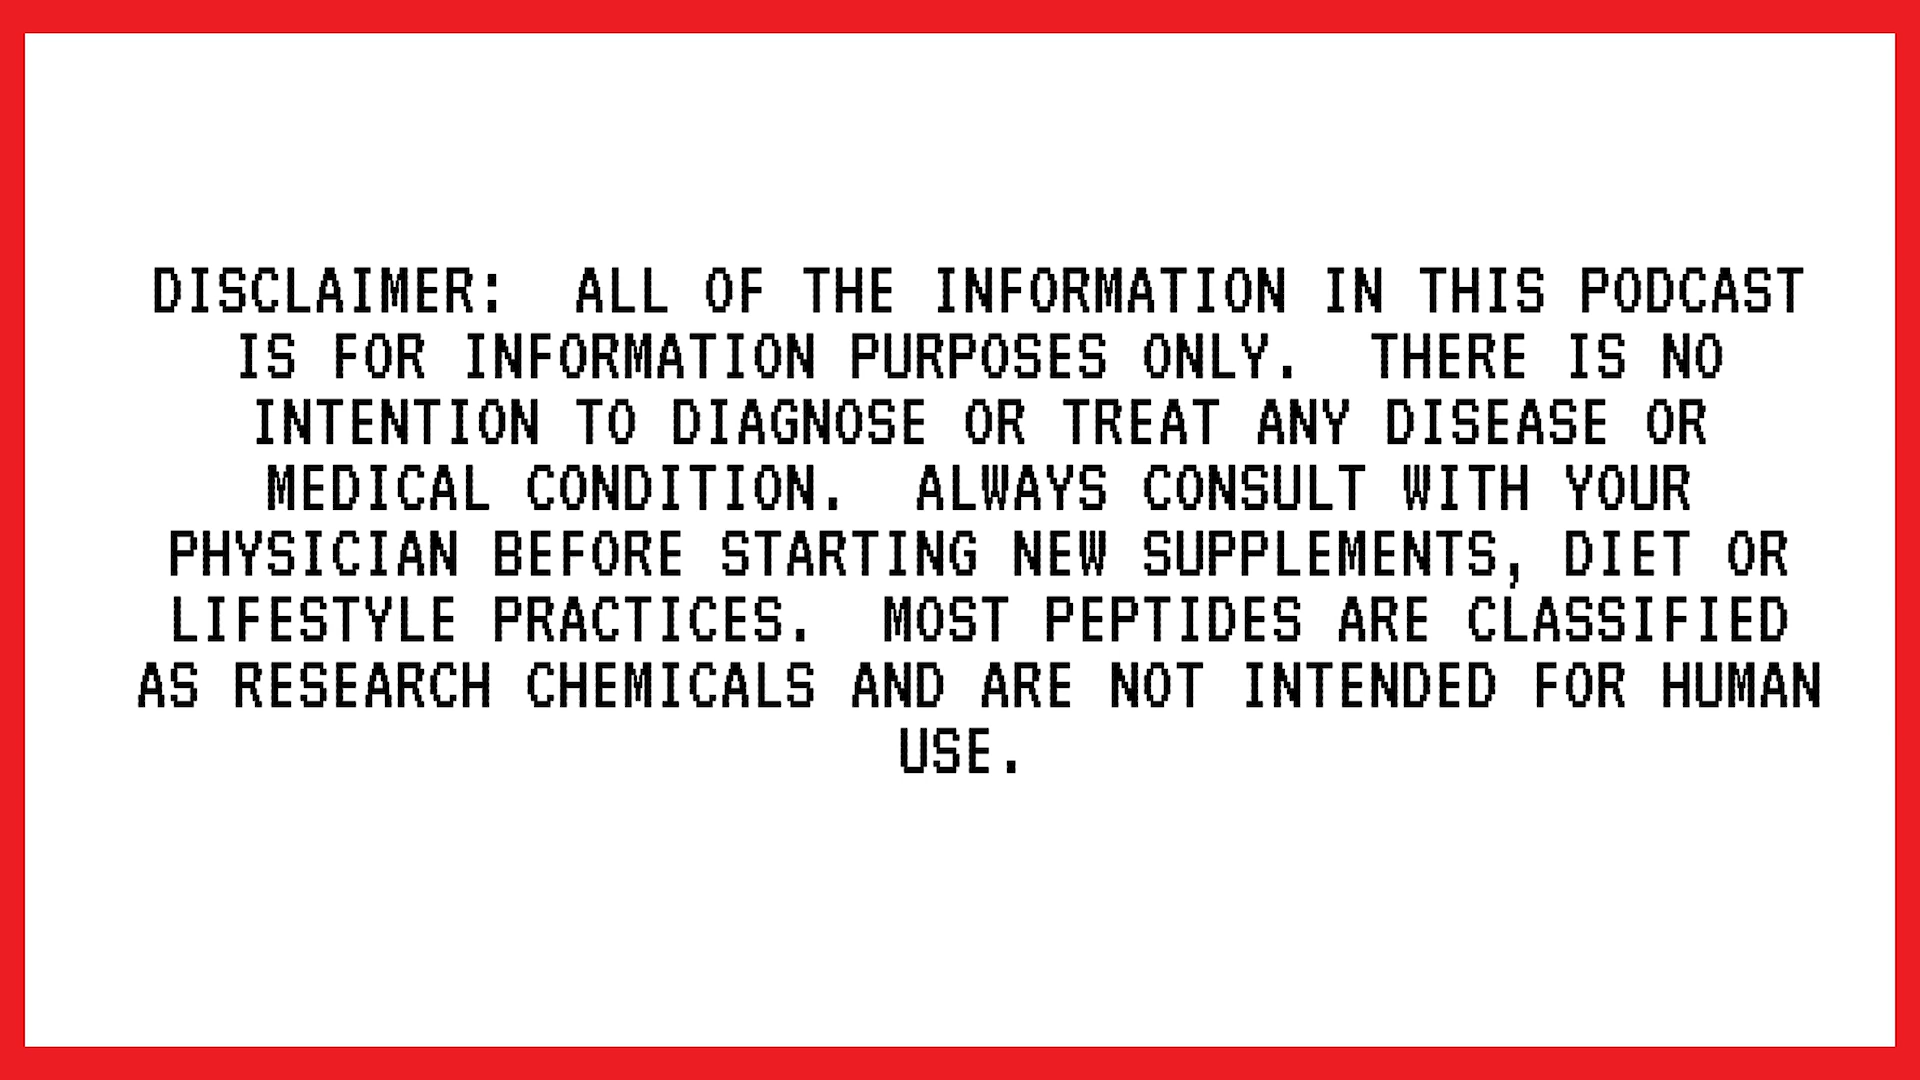 DISCLAIMER:  ALL OF THE INFORMATION IN THIS PODCAST
IS FOR INFORMATION PURPOSES ONLY.  THERE IS NO
INTENTION TO DIAGNOSE OR TREAT ANY DISEASE OR
MEDICAL CONDITION.  ALWAYS CONSULT WITH YOUR
PHYSICIAN BEFORE STARTING NEW SUPPLEMENTS, DIET OR
LIFESTYLE PRACTICES.  MOST PEPTIDES ARE CLASSIFIED
AS RESEARCH CHEMICALS AND ARE NOT INTENDED FOR HUMAN
USE.